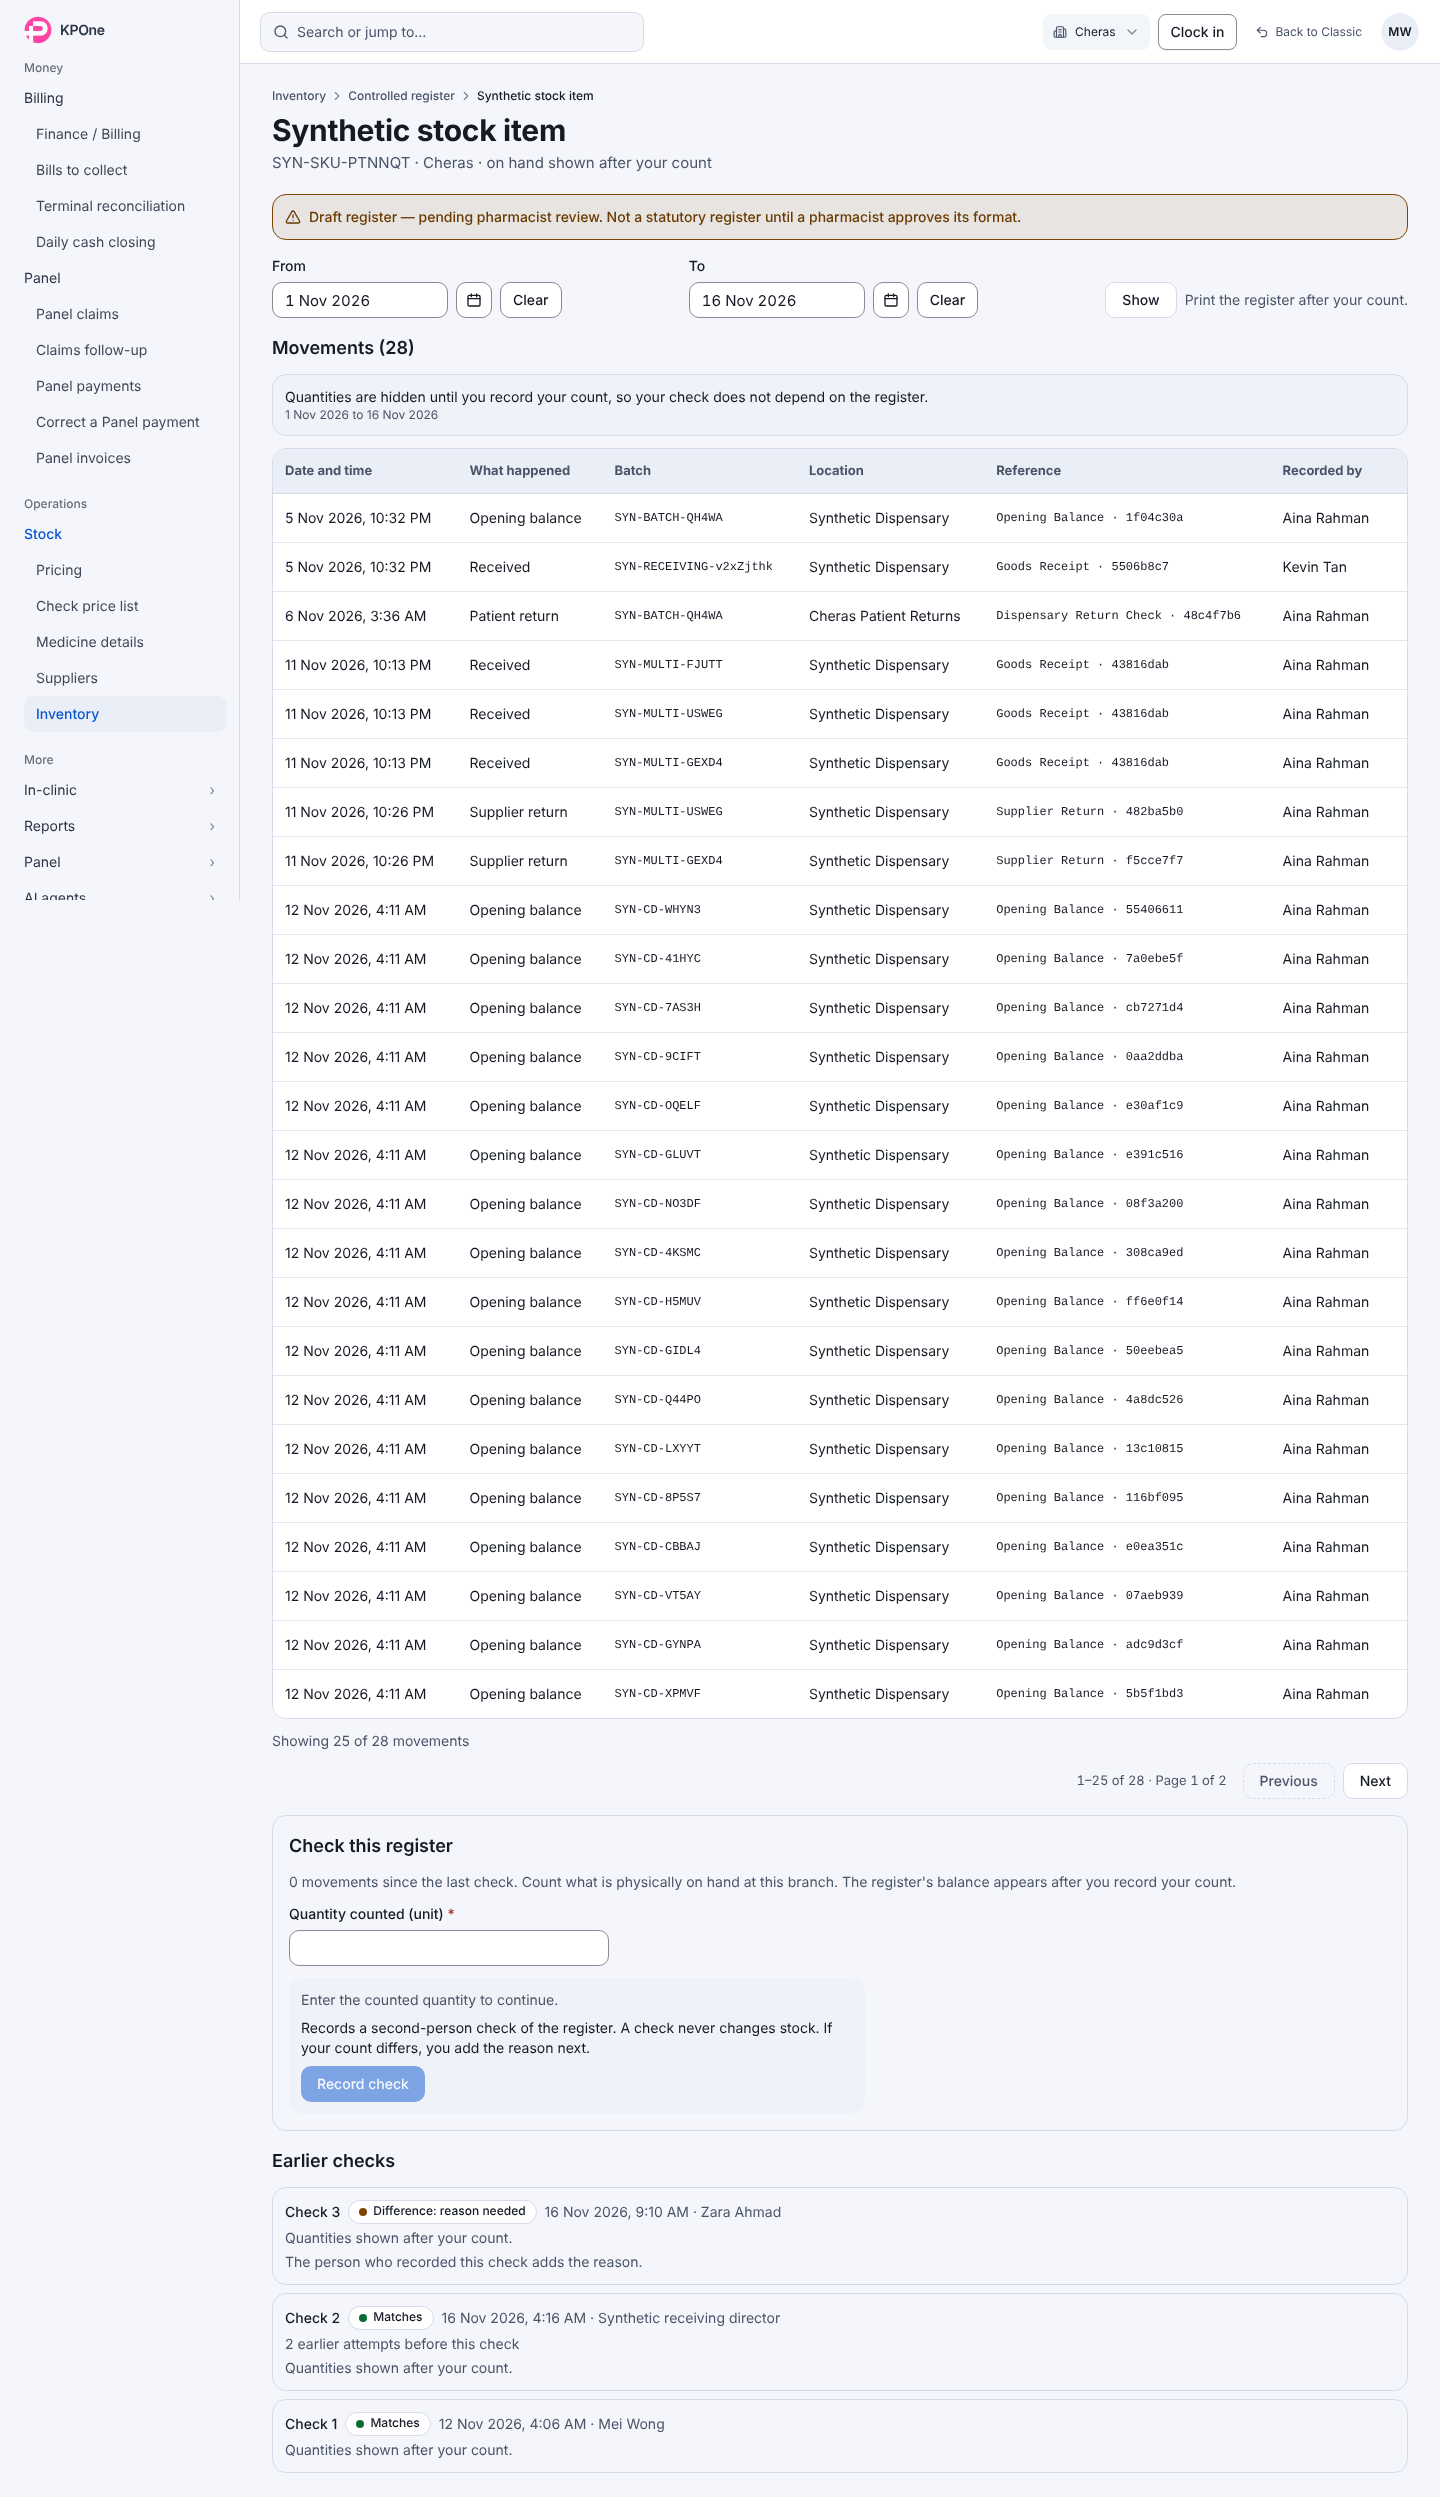 KPOne
Search or jump to...
Cheras
Clock in
Back to Classic
MW
Money
Billing
Finance / Billing
Bills to collect
Terminal reconciliation
Daily cash closing
Panel
Panel claims
Claims follow-up
Panel payments
Correct a Panel payment
Panel invoices
Operations
Stock
Pricing
Check price list
Medicine details
Suppliers
Inventory
More
In-clinic
Reports
Panel
AI agents
Inventory > Controlled register > Synthetic stock item
Synthetic stock item
SYN-SKU-PTNNQT · Cheras · on hand shown after your count
Draft register — pending pharmacist review. Not a statutory register until a pharmacist approves its format.
From To
1 Nov 2026 Clear 16 Nov 2026 Clear Show Print the register after your count.
Movements (28)
Quantities are hidden until you record your count, so your check does not depend on the register.
1 Nov 2026 to 16 Nov 2026
Date and time What happened Batch Location Reference Recorded by
5 Nov 2026, 10:32 PM Opening balance SYN-BATCH-QH4WA Synthetic Dispensary Opening Balance · 1f04c30a Aina Rahman
5 Nov 2026, 10:32 PM Received SYN-RECEIVING-v2xZjthk Synthetic Dispensary Goods Receipt · 5506b8c7 Kevin Tan
6 Nov 2026, 3:36 AM Patient return SYN-BATCH-QH4WA Cheras Patient Returns Dispensary Return Check · 48c4f7b6 Aina Rahman
11 Nov 2026, 10:13 PM Received SYN-MULTI-FJUTT Synthetic Dispensary Goods Receipt · 43816dab Aina Rahman
11 Nov 2026, 10:13 PM Received SYN-MULTI-USWEG Synthetic Dispensary Goods Receipt · 43816dab Aina Rahman
11 Nov 2026, 10:13 PM Received SYN-MULTI-GEXD4 Synthetic Dispensary Goods Receipt · 43816dab Aina Rahman
11 Nov 2026, 10:26 PM Supplier return SYN-MULTI-USWEG Synthetic Dispensary Supplier Return · 482ba5b0 Aina Rahman
11 Nov 2026, 10:26 PM Supplier return SYN-MULTI-GEXD4 Synthetic Dispensary Supplier Return · f5cce7f7 Aina Rahman
12 Nov 2026, 4:11 AM Opening balance SYN-CD-WHYN3 Synthetic Dispensary Opening Balance · 55406611 Aina Rahman
12 Nov 2026, 4:11 AM Opening balance SYN-CD-41HYC Synthetic Dispensary Opening Balance · 7a0ebe5f Aina Rahman
12 Nov 2026, 4:11 AM Opening balance SYN-CD-7AS3H Synthetic Dispensary Opening Balance · cb7271d4 Aina Rahman
12 Nov 2026, 4:11 AM Opening balance SYN-CD-9CIFT Synthetic Dispensary Opening Balance · 0aa2ddba Aina Rahman
12 Nov 2026, 4:11 AM Opening balance SYN-CD-OQELF Synthetic Dispensary Opening Balance · e30af1c9 Aina Rahman
12 Nov 2026, 4:11 AM Opening balance SYN-CD-GLUVT Synthetic Dispensary Opening Balance · e391c516 Aina Rahman
12 Nov 2026, 4:11 AM Opening balance SYN-CD-NO3DF Synthetic Dispensary Opening Balance · 08f3a200 Aina Rahman
12 Nov 2026, 4:11 AM Opening balance SYN-CD-4KSMC Synthetic Dispensary Opening Balance · 308ca9ed Aina Rahman
12 Nov 2026, 4:11 AM Opening balance SYN-CD-H5MUV Synthetic Dispensary Opening Balance · ff6e0f14 Aina Rahman
12 Nov 2026, 4:11 AM Opening balance SYN-CD-GIDL4 Synthetic Dispensary Opening Balance · 50eebea5 Aina Rahman
12 Nov 2026, 4:11 AM Opening balance SYN-CD-Q44PO Synthetic Dispensary Opening Balance · 4a8dc526 Aina Rahman
12 Nov 2026, 4:11 AM Opening balance SYN-CD-LXYYT Synthetic Dispensary Opening Balance · 13c10815 Aina Rahman
12 Nov 2026, 4:11 AM Opening balance SYN-CD-8P5S7 Synthetic Dispensary Opening Balance · 116bf095 Aina Rahman
12 Nov 2026, 4:11 AM Opening balance SYN-CD-CBBAJ Synthetic Dispensary Opening Balance · e0ea351c Aina Rahman
12 Nov 2026, 4:11 AM Opening balance SYN-CD-VT5AY Synthetic Dispensary Opening Balance · 07aeb939 Aina Rahman
12 Nov 2026, 4:11 AM Opening balance SYN-CD-GYNPA Synthetic Dispensary Opening Balance · adc9d3cf Aina Rahman
12 Nov 2026, 4:11 AM Opening balance SYN-CD-XPMVF Synthetic Dispensary Opening Balance · 5b5f1bd3 Aina Rahman
Showing 25 of 28 movements
1–25 of 28 · Page 1 of 2 Previous Next
Check this register
0 movements since the last check. Count what is physically on hand at this branch. The register's balance appears after you record your count.
Quantity counted (unit) *
Enter the counted quantity to continue.
Records a second-person check of the register. A check never changes stock. If
your count differs, you add the reason next.
Record check
Earlier checks
Check 3 Difference: reason needed 16 Nov 2026, 9:10 AM · Zara Ahmad
Quantities shown after your count.
The person who recorded this check adds the reason.
Check 2 Matches 16 Nov 2026, 4:16 AM · Synthetic receiving director
2 earlier attempts before this check
Quantities shown after your count.
Check 1 Matches 12 Nov 2026, 4:06 AM · Mei Wong
Quantities shown after your count.